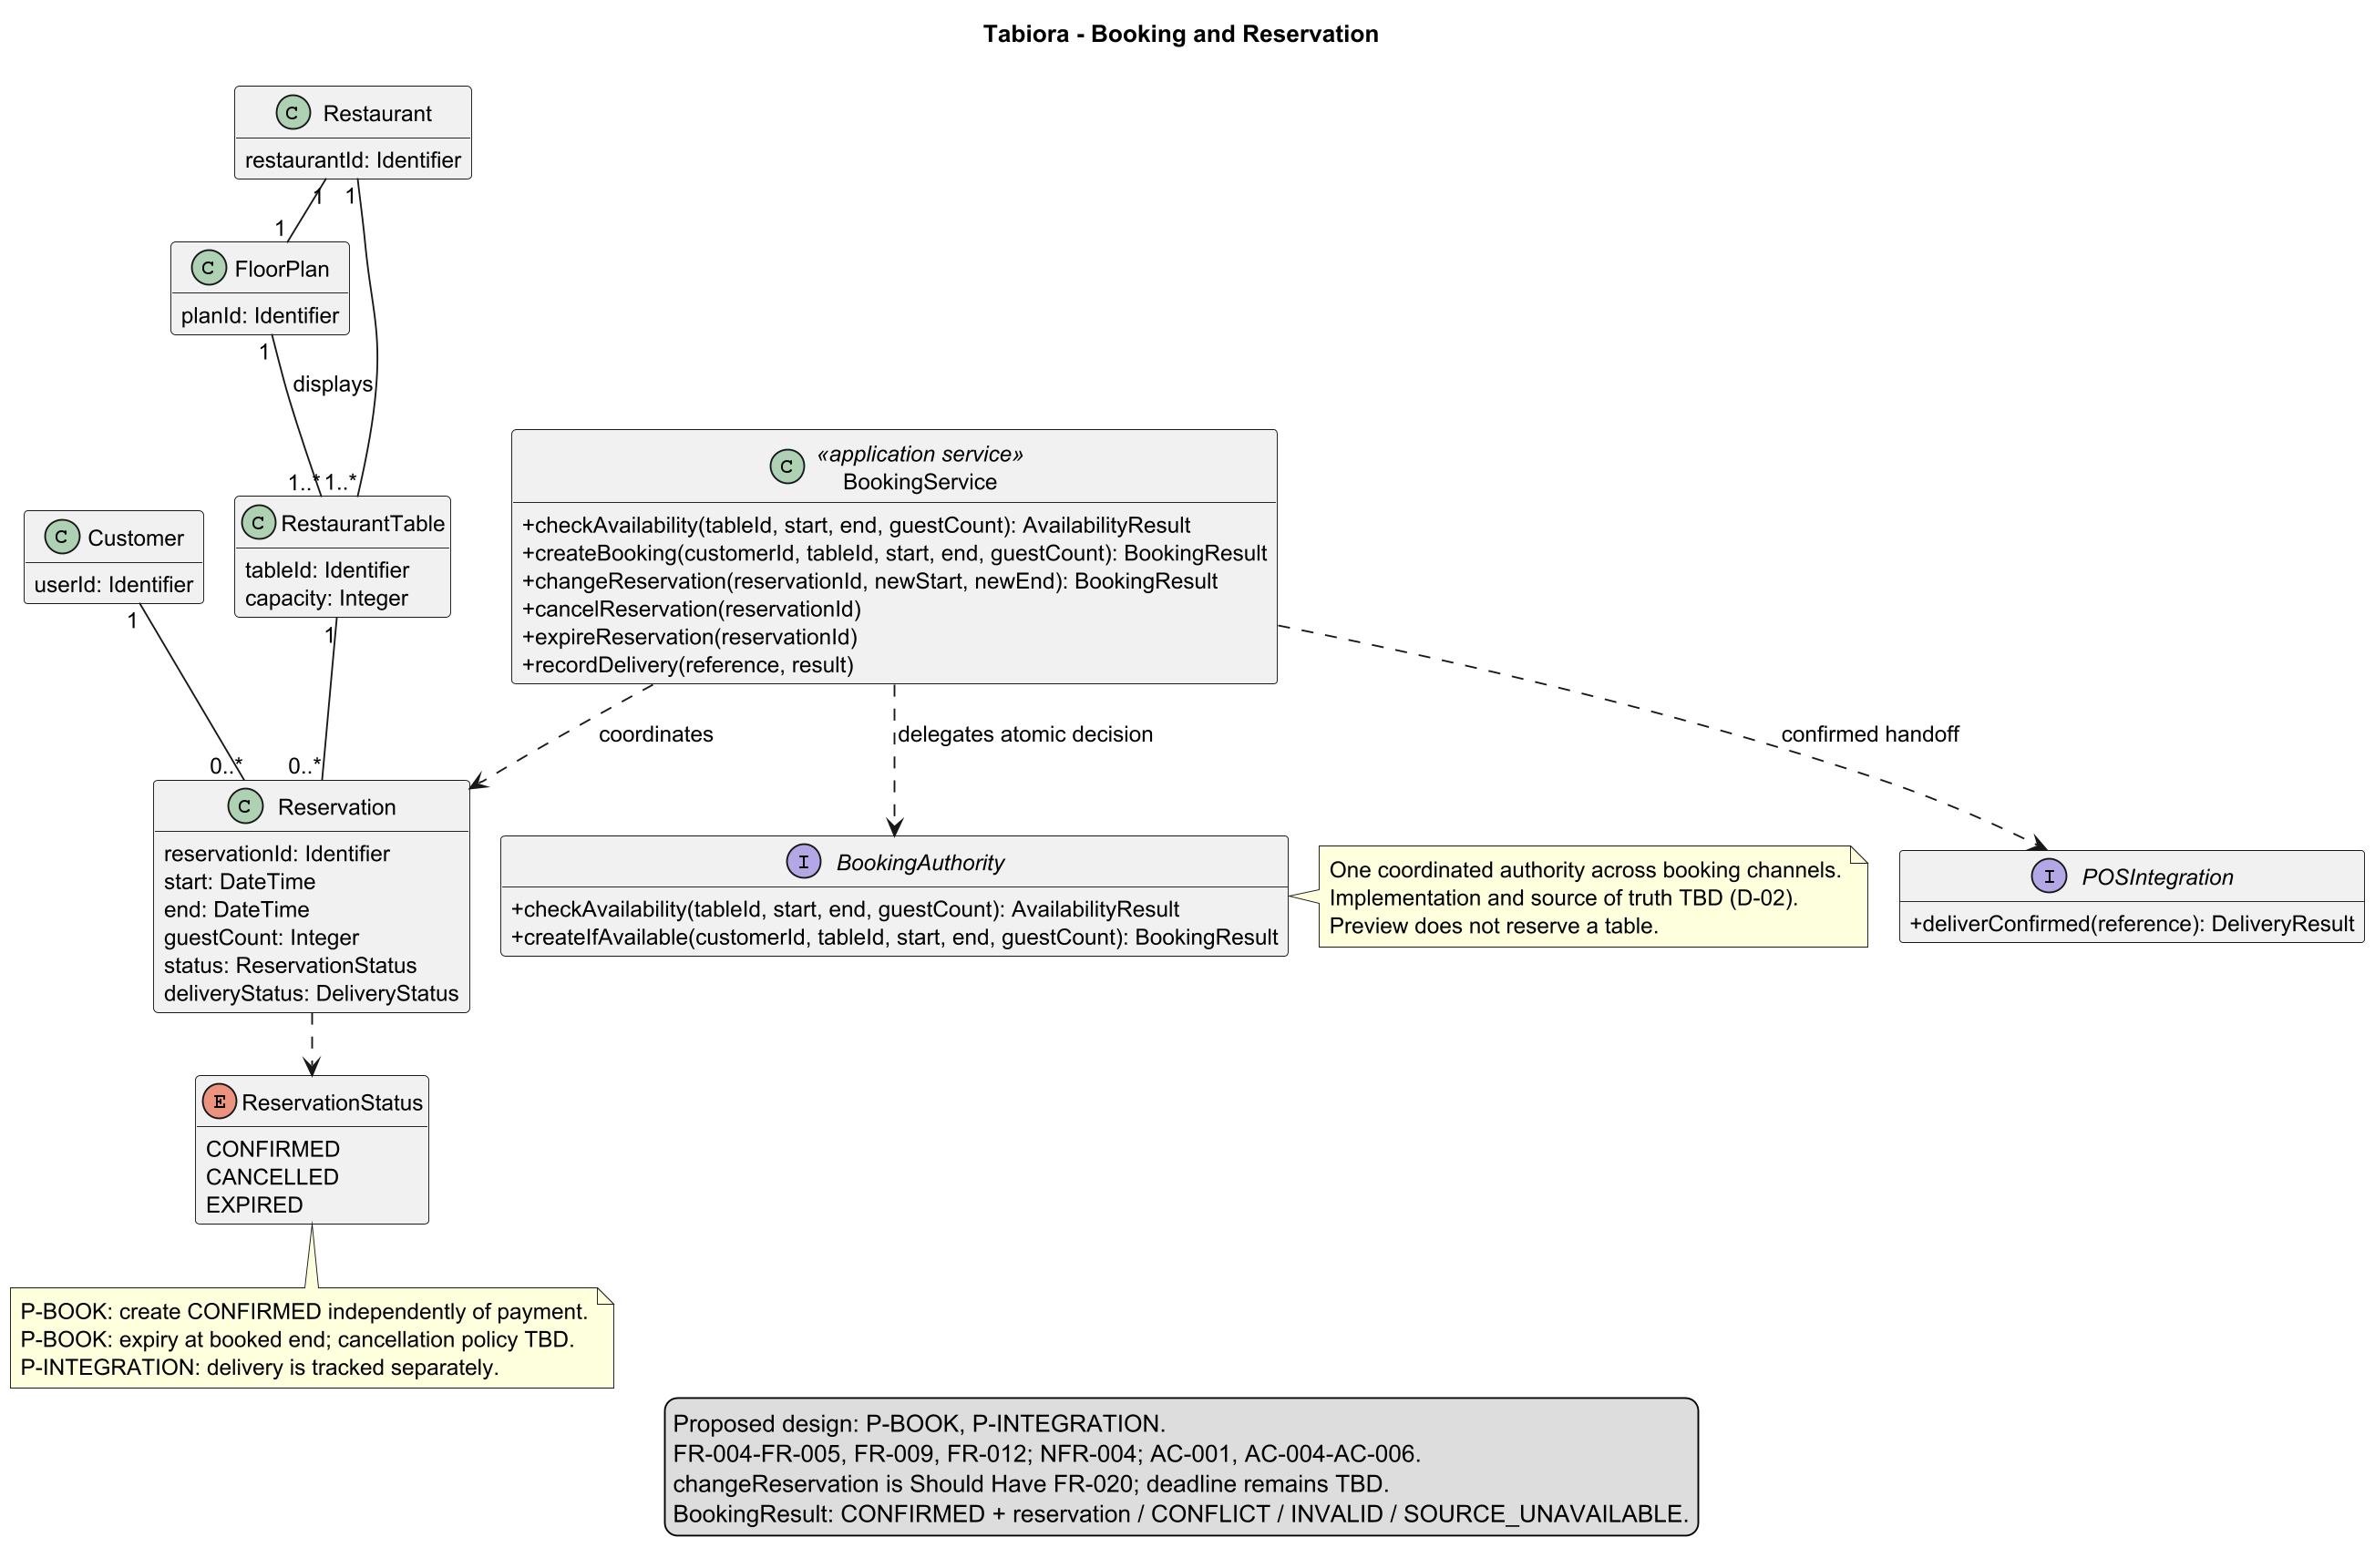 Tabiora - Booking and Reservation
C Restaurant
restaurantId: Identifier
1
1
1
C FloorPlan
planId: Identifier
1
displays
1..*
1..*
C Customer
userId: Identifier
1
C RestaurantTable
tableId: Identifier
capacity: Integer
1
C «application service»
BookingService
+checkAvailability(tableId, start, end, guestCount): AvailabilityResult
+createBooking(customerId, tableId, start, end, guestCount): BookingResult
+changeReservation(reservationId, newStart, newEnd): BookingResult
+cancelReservation(reservationId)
+expireReservation(reservationId)
+recordDelivery(reference, result)
coordinates
delegates atomic decision
confirmed handoff
0..*
0..*
C Reservation
reservationId: Identifier
start: DateTime
end: DateTime
guestCount: Integer
status: ReservationStatus
deliveryStatus: DeliveryStatus
I BookingAuthority
+checkAvailability(tableId, start, end, guestCount): AvailabilityResult
+createIfAvailable(customerId, tableId, start, end, guestCount): BookingResult
One coordinated authority across booking channels.
Implementation and source of truth TBD (D-02).
Preview does not reserve a table.
I POSIntegration
+deliverConfirmed(reference): DeliveryResult
E ReservationStatus
CONFIRMED
CANCELLED
EXPIRED
P-BOOK: create CONFIRMED independently of payment.
P-BOOK: expiry at booked end; cancellation policy TBD.
P-INTEGRATION: delivery is tracked separately.
Proposed design: P-BOOK, P-INTEGRATION.
FR-004-FR-005, FR-009, FR-012; NFR-004; AC-001, AC-004-AC-006.
changeReservation is Should Have FR-020; deadline remains TBD.
BookingResult: CONFIRMED + reservation / CONFLICT / INVALID / SOURCE_UNAVAILABLE.